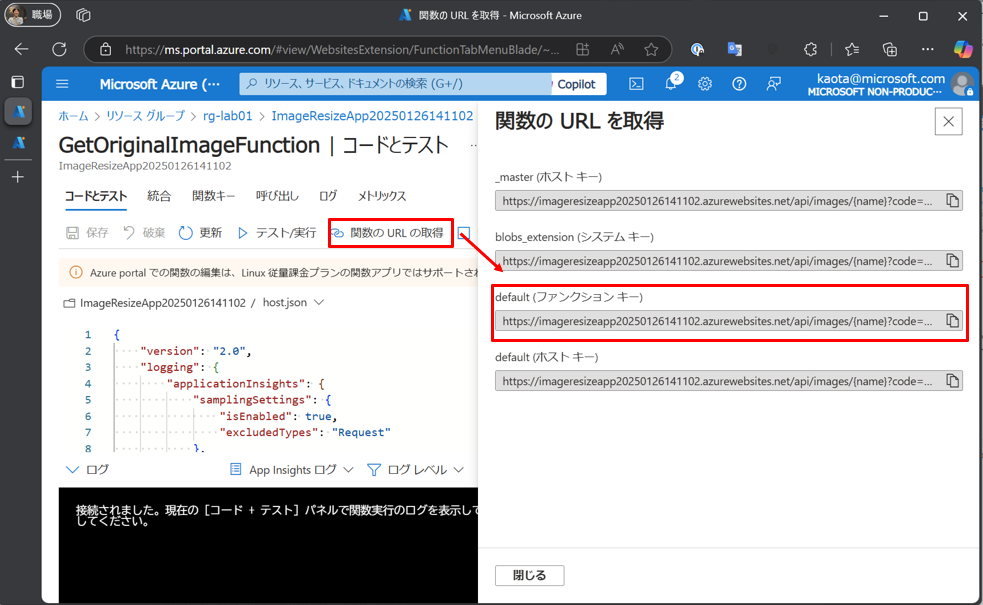 職場
関数の URL を取得 - Microsoft Azure
https://ms.portal.azure.com/#view/WebsitesExtension/FunctionTabMenuBlade/~...
Microsoft Azure (…
リソース、サービス、ドキュメントの検索 (G+/)
Copilot
2
kaota@microsoft.com
MICROSOFT NON-PRODUC...
ホーム > リソース グループ > rg-lab01 > ImageResizeApp20250126141102
GetOriginalImageFunction | コードとテスト ...
ImageResizeApp20250126141102
コードとテスト 統合 関数キー 呼び出し ログ メトリックス
保存 破棄 更新 テスト/実行 関数の URL の取得
Azure portal での関数の編集は、Linux 従量課金プランの関数アプリではサポートさ
ImageResizeApp20250126141102 / host.json
1 {
2 "version": "2.0",
3 "logging": {
4 "applicationInsights": {
5 "samplingSettings": {
6 "isEnabled": true,
7 "excludedTypes": "Request"
8 },
ログ App Insights ログ ログ レベル
接続されました。現在の [コード + テスト] パネルで関数実行のログを表示して
してください。
関数の URL を取得
_master (ホスト キー)
https://imageresizeapp20250126141102.azurewebsites.net/api/images/{name}?code=...
blobs_extension (システム キー)
https://imageresizeapp20250126141102.azurewebsites.net/api/images/{name}?code=...
default (ファンクション キー)
https://imageresizeapp20250126141102.azurewebsites.net/api/images/{name}?code=...
default (ホスト キー)
https://imageresizeapp20250126141102.azurewebsites.net/api/images/{name}?code=...
閉じる